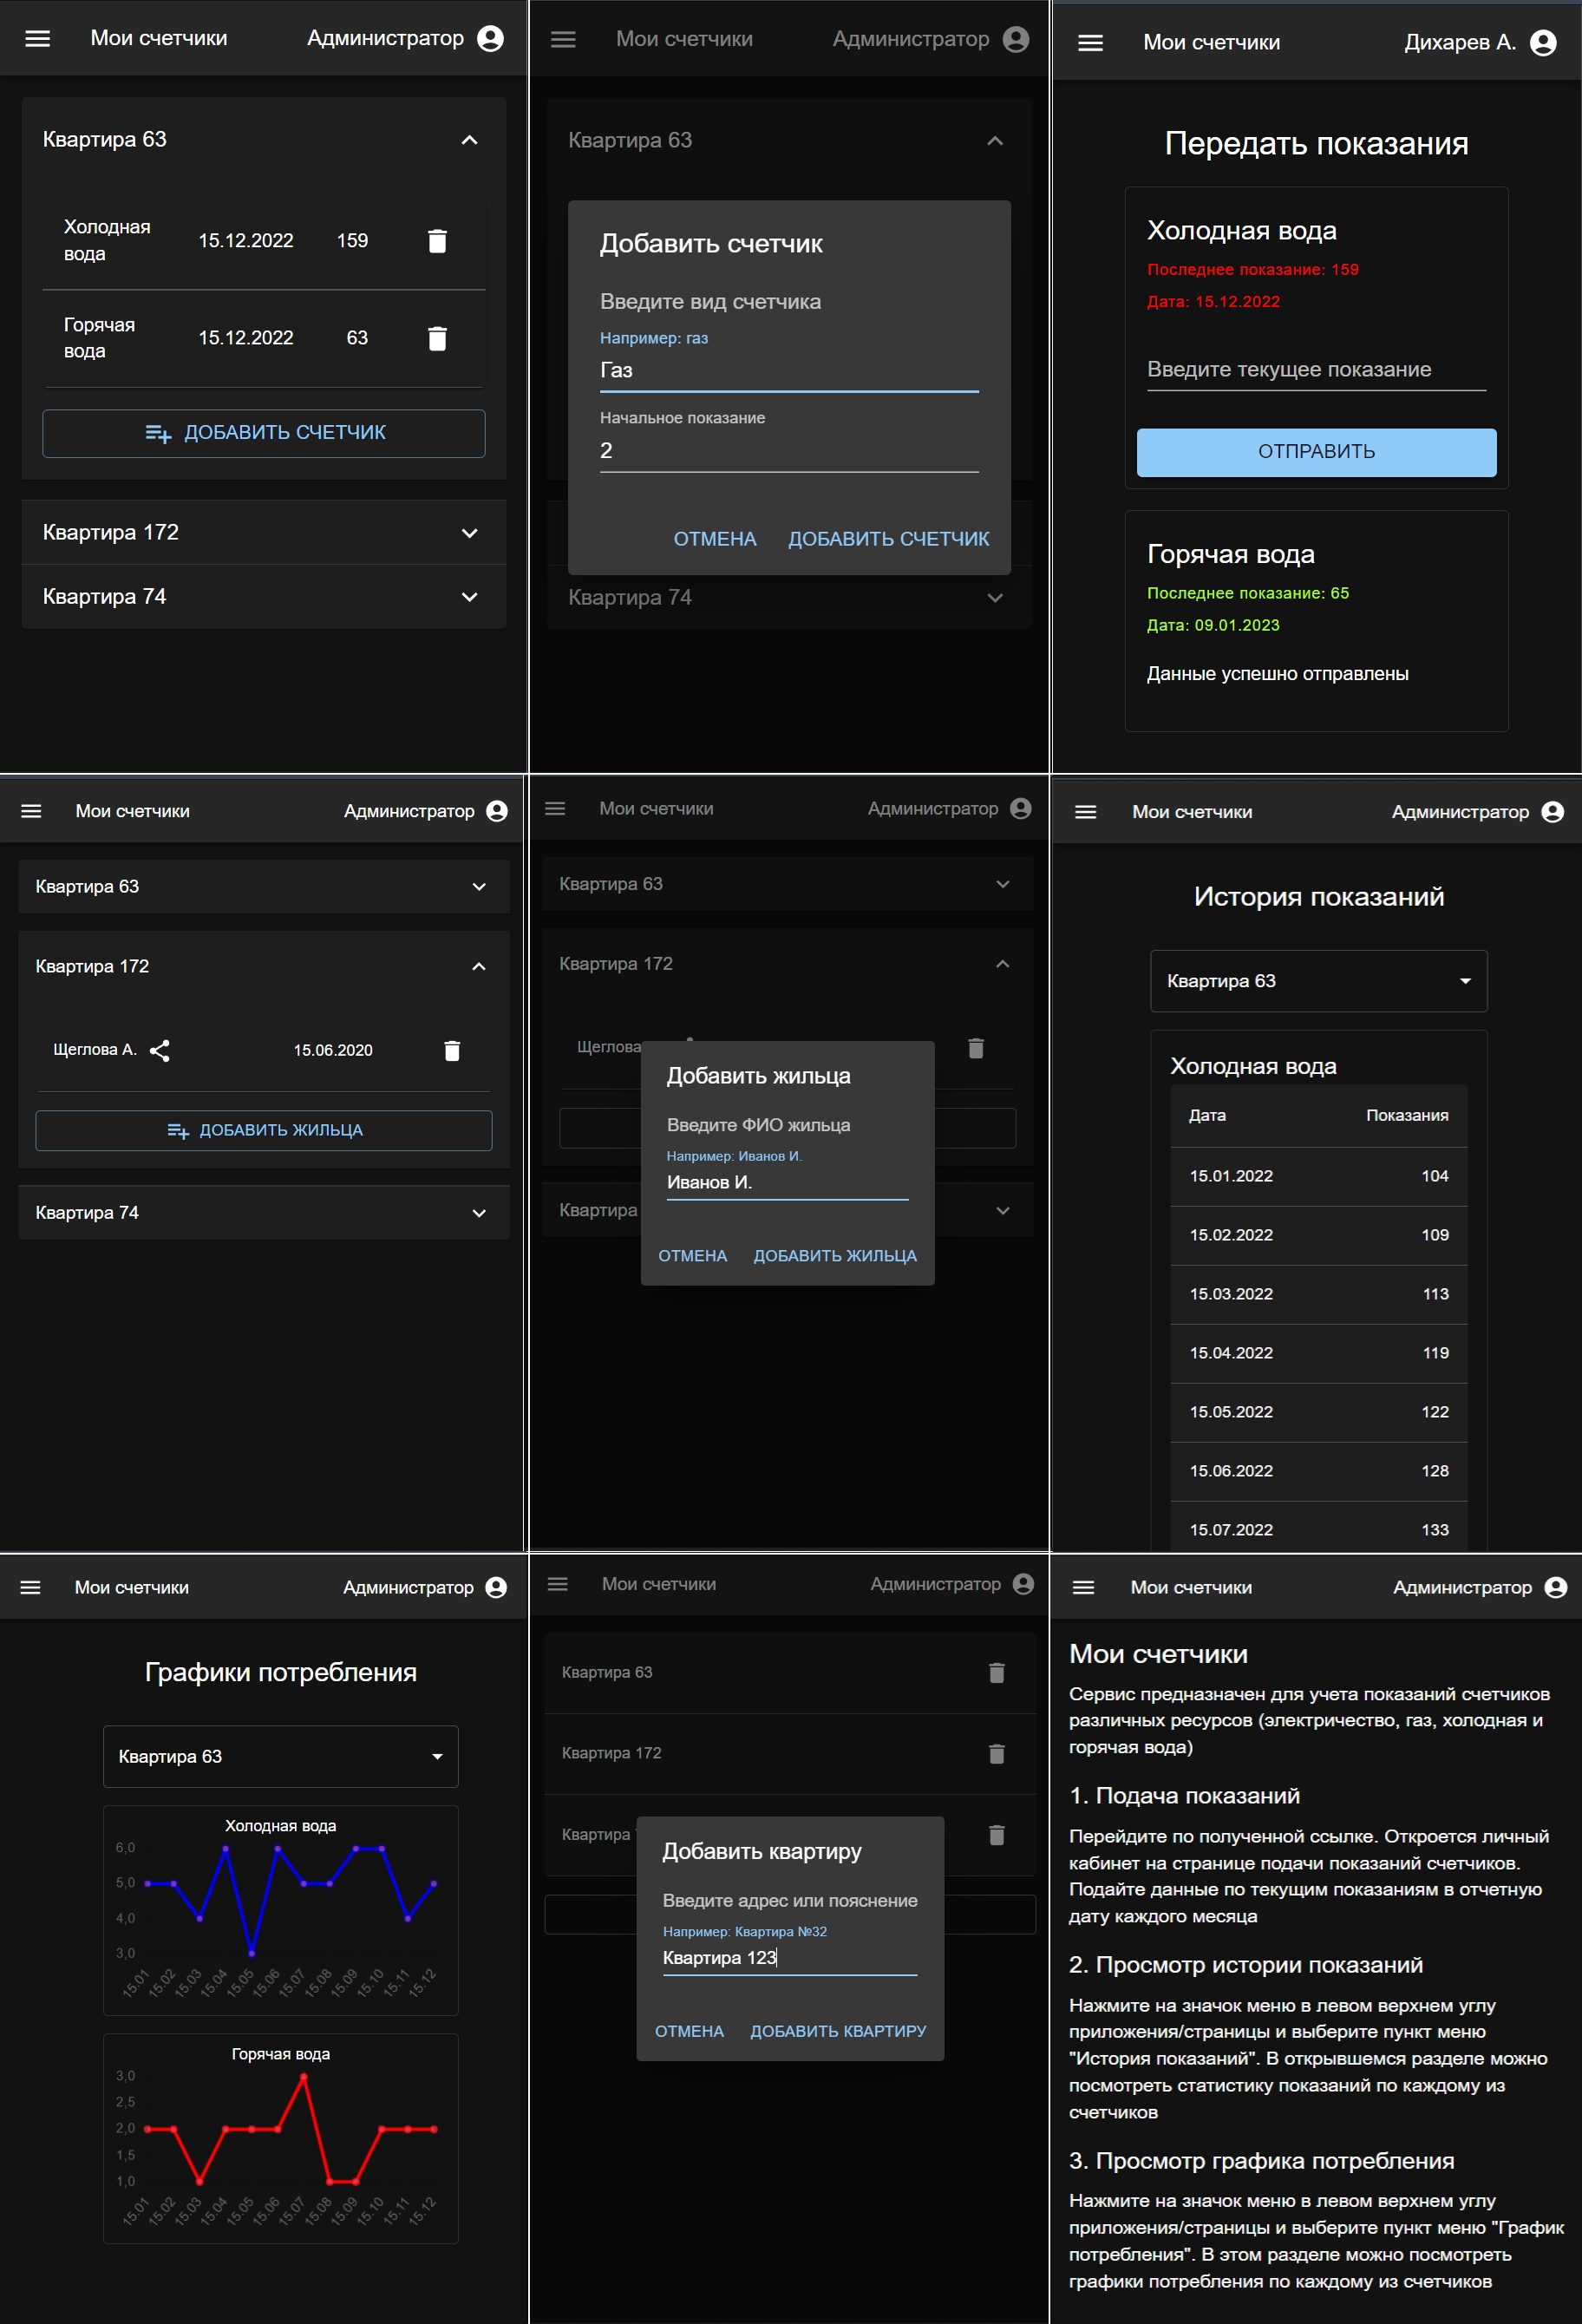 Мои счетчики
Администратор
Квартира 63
Холодная
вода
15.12.2022
159
Горячая
вода
15.12.2022
63
ДОБАВИТЬ СЧЕТЧИК
Квартира 172
Квартира 74
Мои счетчики
Администратор
Квартира 63
Добавить счетчик
Введите вид счетчика
Например: газ
Газ
Начальное показание
2
ОТМЕНА
ДОБАВИТЬ СЧЕТЧИК
Квартира 74
Мои счетчики
Дихарев А.
Передать показания
Холодная вода
Последнее показание: 159
Дата: 15.12.2022
Введите текущее показание
ОТПРАВИТЬ
Горячая вода
Последнее показание: 65
Дата: 09.01.2023
Данные успешно отправлены
Мои счетчики
Администратор
Квартира 63
Квартира 172
Щеглова А.
15.06.2020
ДОБАВИТЬ ЖИЛЬЦА
Квартира 74
Мои счетчики
Администратор
Квартира 63
Квартира 172
Щеглова
Добавить жильца
Введите ФИО жильца
Например: Иванов И.
Иванов И.
ОТМЕНА
ДОБАВИТЬ ЖИЛЬЦА
Квартира
Мои счетчики
Администратор
История показаний
Квартира 63
Холодная вода
Дата
Показания
15.01.2022
104
15.02.2022
109
15.03.2022
113
15.04.2022
119
15.05.2022
122
15.06.2022
128
15.07.2022
133
Мои счетчики
Администратор
Графики потребления
Квартира 63
Холодная вода
6,0
5,0
4,0
3,0
15.01
15.02
15.03
15.04
15.05
15.06
15.07
15.08
15.09
15.10
15.11
15.12
Горячая вода
3,0
2,5
2,0
1,5
1,0
15.01
15.02
15.03
15.04
15.05
15.06
15.07
15.08
15.09
15.10
15.11
15.12
Мои счетчики
Администратор
Квартира 63
Квартира 172
Квартира
Добавить квартиру
Введите адрес или пояснение
Например: Квартира №32
Квартира 123
ОТМЕНА
ДОБАВИТЬ КВАРТИРУ
Мои счетчики
Администратор
Мои счетчики
Сервис предназначен для учета показаний счетчиков
различных ресурсов (электричество, газ, холодная и
горячая вода)
1. Подача показаний
Перейдите по полученной ссылке. Откроется личный
кабинет на странице подачи показаний счетчиков.
Подайте данные по текущим показаниям в отчетную
дату каждого месяца
2. Просмотр истории показаний
Нажмите на значок меню в левом верхнем углу
приложения/страницы и выберите пункт меню
"История показаний". В открывшемся разделе можно
посмотреть статистику показаний по каждому из
счетчиков
3. Просмотр графика потребления
Нажмите на значок меню в левом верхнем углу
приложения/страницы и выберите пункт меню "График
потребления". В этом разделе можно посмотреть
графики потребления по каждому из счетчиков